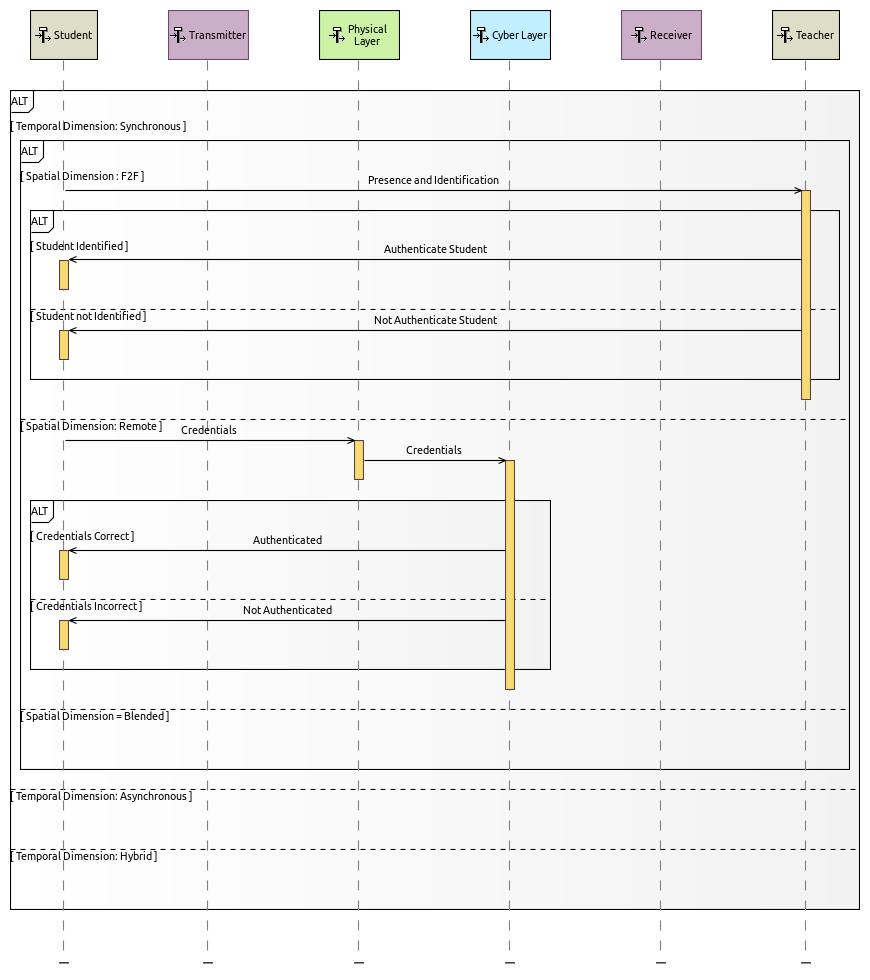 Student
Transmitter
Physical
Layer
Cyber Layer
Receiver
Teacher
ALT
[ Temporal Dimension: Synchronous ]
ALT
[ Spatial Dimension : F2F ]
Presence and Identification
ALT
[ Student Identified ]
Authenticate Student
[ Student not Identified ]
Not Authenticate Student
[ Spatial Dimension: Remote ]
Credentials
Credentials
ALT
[ Credentials Correct ]
Authenticated
[ Credentials Incorrect ]
Not Authenticated
[ Spatial Dimension = Blended ]
[ Temporal Dimension: Asynchronous ]
[ Temporal Dimension: Hybrid ]